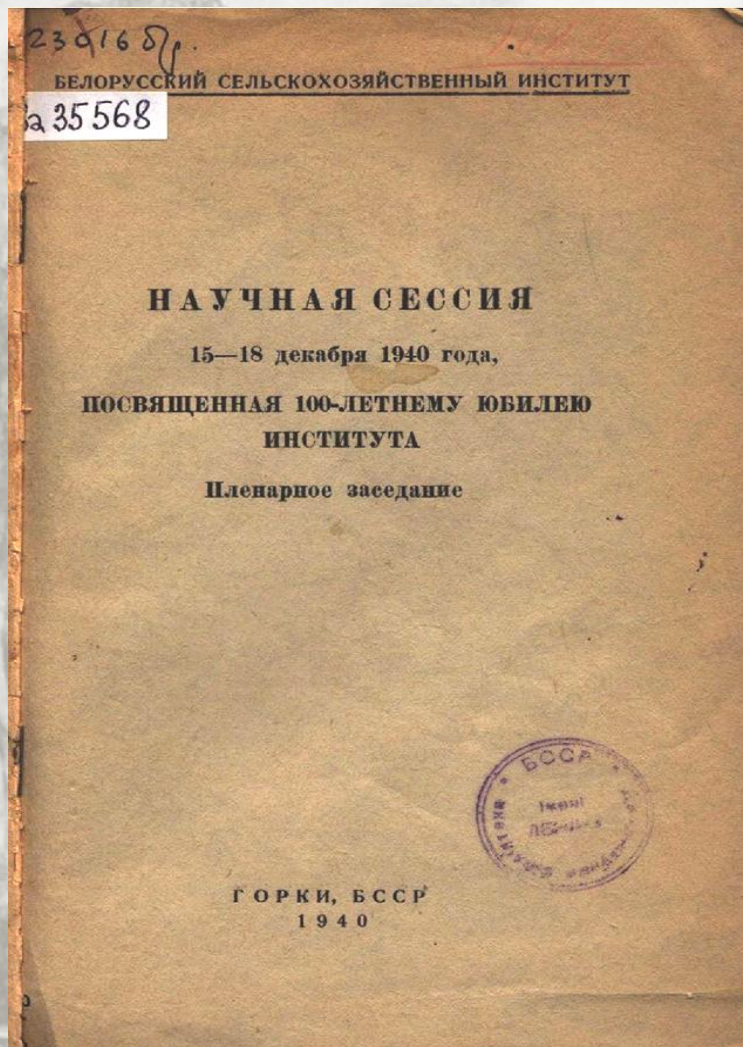 БЕЛОРУССКИЙ СЕЛЬСКОХОЗЯЙСТВЕННЫЙ ИНСТИТУТ
35568
НАУЧНАЯ СЕССИЯ
15—18 декабря 1940 года,
ПОСВЯЩЕННАЯ 100-ЛЕТНЕМУ ЮБИЛЕЮ
ИНСТИТУТА
Пленарное заседание
БССР
ГОРКИ, БССР
1940